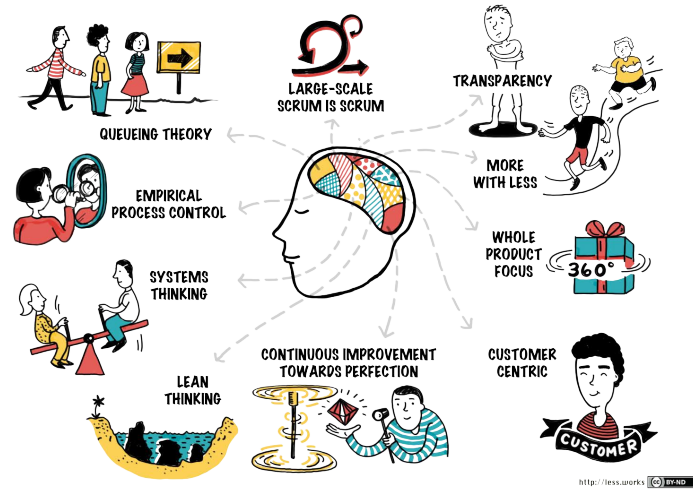 LARGE-SCALE
SCRUM IS SCRUM
TRANSPARENCY
QUEUEING THEORY
MORE
WITH LESS
EMPIRICAL
PROCESS CONTROL
WHOLE
PRODUCT
FOCUS
360°
SYSTEMS
THINKING
CONTINUOUS IMPROVEMENT
TOWARDS PERFECTION
CUSTOMER
CENTRIC
LEAN
THINKING
CUSTOMER
http://less.works
cc BY-ND